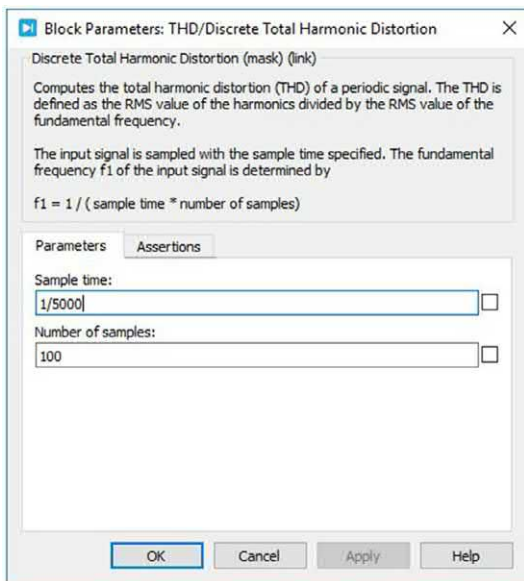 Block Parameters: THD/Discrete Total Harmonic Distortion
Discrete Total Harmonic Distortion (mask) (link)
Computes the total harmonic distortion (THD) of a periodic signal. The THD is
defined as the RMS value of the harmonics divided by the RMS value of the
fundamental frequency.
The input signal is sampled with the sample time specified. The fundamental
frequency f1 of the input signal is determined by
f1 = 1 / ( sample time * number of samples)
Parameters Assertions
Sample time:
1/5000
Number of samples:
100
OK Cancel Apply Help